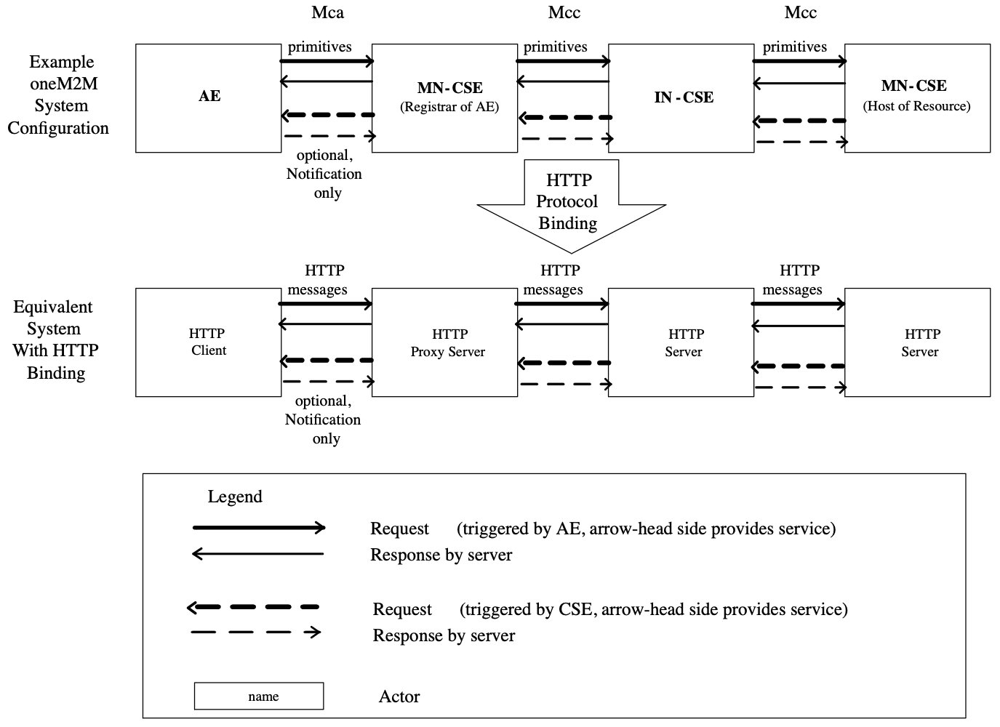 Mca
Mcc
Mcc
Example
oneM2M
System
Configuration
primitives
primitives
primitives
AE
MN-CSE
(Registrar of AE)
IN-CSE
MN-CSE
(Host of Resource)
optional,
Notification
only
HTTP
Protocol
Binding
Equivalent
System
With HTTP
Binding
HTTP
messages
HTTP
messages
HTTP
messages
HTTP
Client
HTTP
Proxy Server
HTTP
Server
HTTP
Server
optional,
Notification
only
Legend
Request (triggered by AE, arrow-head side provides service)
Response by server
Request (triggered by CSE, arrow-head side provides service)
Response by server
name
Actor